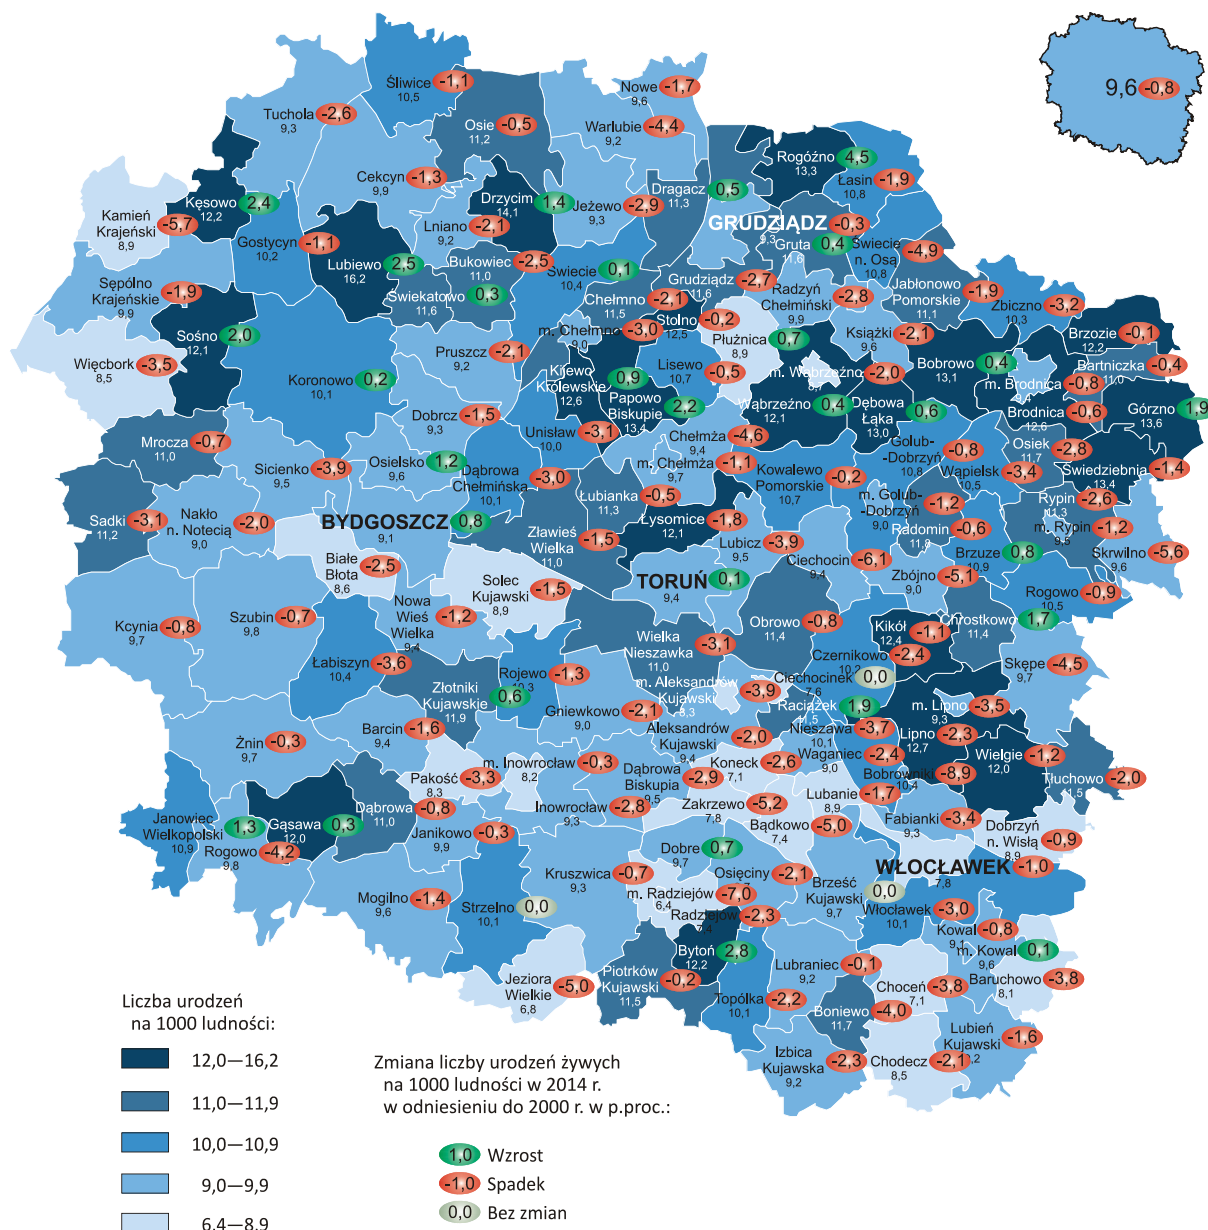 9,6 -0,8
Śliwice -1,1
10,5
Nowe -1,7
9,6
Tuchola -2,6
9,3
Osie -0,5
11,2
Warlubie -4,4
9,2
Rogóźno 4,5
13,3
Łasin -1,9
10,8
Cekcyn -1,3
9,9
Dragacz 0,5
11,3
Kęsowo 2,4
12,2
Drzycim 1,4
14,1
Jeżewo -2,9
9,3
Kamień
Krajeński -5,7
8,9
Lniano -2,1
9,2
GRUDZIĄDZ -0,3
9,3
Gruta 0,4
11,6
Świecie
n. Osą -4,9
10,8
Gostycyn -1,1
10,2
Lubiewo 2,5
16,2
Bukowiec -2,5
11,0
Świecie 0,1
10,4
Grudziądz -2,7
11,6
Radzyń
Chełmiński -2,8
9,9
Jabłonowo
Pomorskie -1,9
11,1
Zbiczno -3,2
10,3
Sępólno
Krajeńskie -1,9
9,9
Świekatowo 0,3
11,6
Chełmno -2,1
11,5
Stolno -0,2
12,5
Sośno 2,0
12,1
m. Chełmno -3,0
9,0
Płużnica 0,7
8,9
Książki -2,1
9,6
Brzozie -0,1
12,2
Więcbork -3,5
8,5
Pruszcz -2,1
9,2
Lisewo -0,5
10,7
m. Wąbrzeźno -2,0
8,7
Bobrowo 0,4
13,1
Bartniczka -0,4
11,0
Koronowo 0,2
10,1
Kijewo
Królewskie 0,9
12,6
m. Brodnica -0,8
9,4
Papowo
Biskupie 2,2
13,4
Wąbrzeźno 0,4
12,1
Dębowa
Łąka 0,6
13,0
Brodnica -0,6
12,6
Górzno 1,9
13,6
Dobrcz -1,5
9,3
Unisław -3,1
10,0
Chełmża -4,6
9,4
Mrocza -0,7
11,0
Golub-
-Dobrzyń -0,8
10,8
Osiek -2,8
11,7
Sicienko -3,9
9,5
Osielsko 1,2
9,6
Dąbrowa
Chełmińska -3,0
10,1
m. Chełmża -1,1
9,7
Kowalewo
Pomorskie -0,2
10,7
Wąpielsk -3,4
10,5
Świedziebnia -1,4
13,4
Łubianka -0,5
11,3
m. Golub-
-Dobrzyń -1,2
9,0
Rypin -2,6
11,3
Sadki -3,1
11,2
Nakło
n. Notecią -2,0
9,0
BYDGOSZCZ 0,8
9,1
Łysomice -1,8
12,1
Radomin -0,6
11,8
m. Rypin -1,2
9,5
Zławieś
Wielka -1,5
11,0
Lubicz -3,9
9,5
Ciechocin -6,1
9,4
Brzuze 0,8
10,9
Skrwilno -5,6
9,6
Białe
Błota -2,5
8,6
Solec
Kujawski -1,5
8,9
TORUŃ 0,1
9,4
Zbójno -5,1
9,0
Rogowo -0,9
10,5
Kcynia -0,8
9,7
Szubin -0,7
9,8
Nowa
Wieś
Wielka -1,2
9,4
Obrowo -0,8
11,4
Kikół -1,1
12,4
Chrostkowo 1,7
11,4
Wielka
Nieszawka -3,1
11,0
Czernikowo -2,4
10,2
Łabiszyn -3,6
10,4
Rojewo -1,3
10,3
Ciechocinek 0,0
7,6
Skępe -4,5
9,7
Złotniki
Kujawskie 0,6
11,9
m. Aleksandrów
Kujawski -3,9
8,3
Raciążek 1,9
11,5
m. Lipno -3,5
9,3
Gniewkowo -2,1
9,0
Nieszawa -3,7
10,1
Lipno -2,3
12,7
Barcin -1,6
9,4
Aleksandrów
Kujawski -2,0
9,4
Żnin -0,3
9,7
Waganiec -2,4
9,0
Wielgie -1,2
12,0
Pakość -3,3
8,3
m. Inowrocław -0,3
8,2
Dąbrowa
Biskupia -2,9
9,5
Koneck -2,6
7,1
Bobrowniki -8,9
10,4
Tłuchowo -2,0
11,5
Lubanie -1,7
8,9
Dąbrowa -0,8
11,0
Inowrocław -2,8
9,3
Zakrzewo -5,2
7,8
Janowiec
Wielkopolski 1,3
10,9
Gąsawa 0,3
12,0
Janikowo -0,3
9,9
Bądkowo -5,0
7,4
Fabianki -3,4
9,3
Dobrzyń
n. Wisłą -0,9
8,9
Rogowo -4,2
9,8
Dobre 0,7
9,7
Kruszwica -0,7
9,3
Osięciny -2,1
WŁOCŁAWEK -1,0
7,8
Mogilno -1,4
9,6
Strzelno 0,0
10,1
m. Radziejów -7,0
6,4
Brześć
Kujawski 0,0
9,7
Radziejów -2,3
7,4
Włocławek -3,0
10,1
Kowal -0,8
9,1
Bytoń 2,8
12,2
m. Kowal 0,1
9,6
Jeziora
Wielkie -5,0
6,8
Piotrków
Kujawski -0,2
11,5
Lubraniec -0,1
9,2
Choceń -3,8
7,1
Baruchowo -3,8
8,1
Topólka -2,2
10,1
Boniewo -4,0
11,7
Izbica
Kujawska -2,3
9,2
Chodecz -2,1
8,5
Lubień
Kujawski -1,6
Liczba urodzeń
na 1000 ludności:
12,0—16,2
11,0—11,9
10,0—10,9
9,0—9,9
6,4—8,9
Zmiana liczby urodzeń żywych
na 1000 ludności w 2014 r.
w odniesieniu do 2000 r. w p.proc.:
1,0 Wzrost
-1,0 Spadek
0,0 Bez zmian